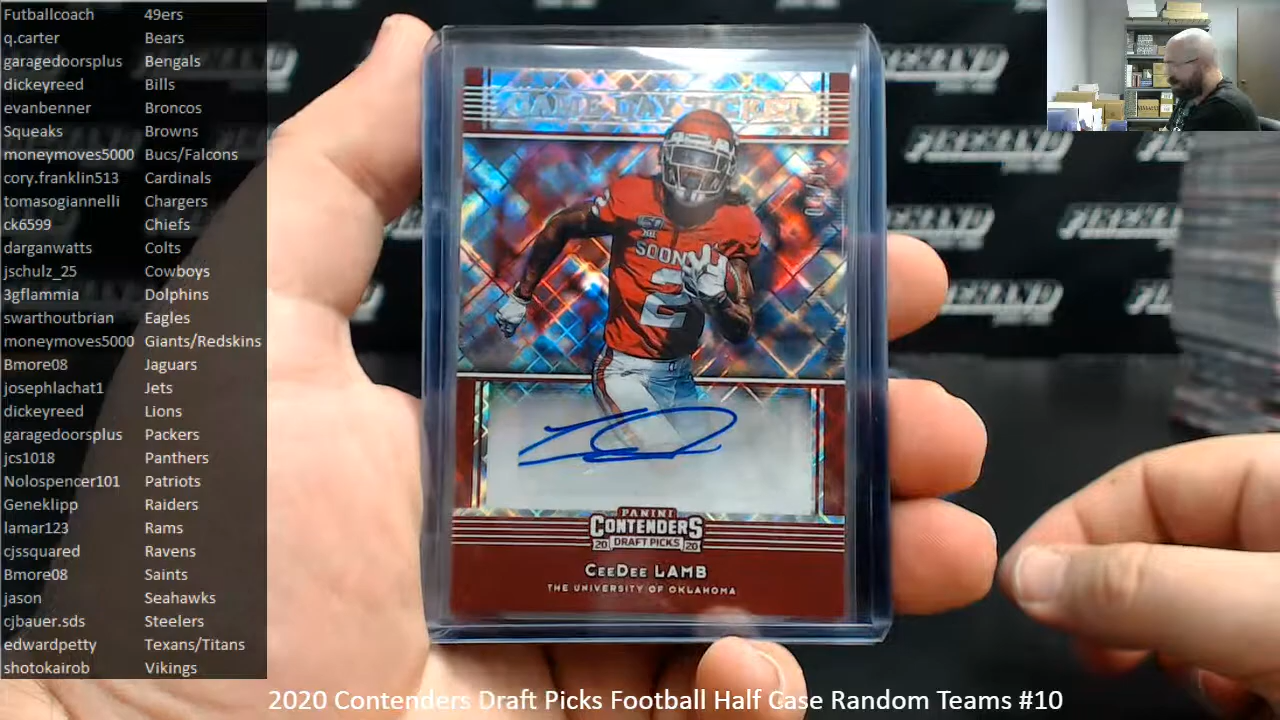 Futballcoach 49ers
q.carter Bears
garagedoorsplus Bengals
dickeyreed Bills
evanbenner Broncos
Squeaks Browns
moneymoves5000 Bucs/Falcons
cory.franklin513 Cardinals
tomasogiannelli Chargers
ck6599 Chiefs
darganwatts Colts
jschulz_25 Cowboys
3gflammia Dolphins
swarthoutbrian Eagles
moneymoves5000 Giants/Redskins
Bmore08 Jaguars
josephlachat1 Jets
dickeyreed Lions
garagedoorsplus Packers
jcs1018 Panthers
Nolospencer101 Patriots
Geneklipp Raiders
lamar123 Rams
cjssquared Ravens
Bmore08 Saints
jason Seahawks
cjbauer.sds Steelers
edwardpetty Texans/Titans
shotokairob Vikings
GAME DAY TICKET
SOON
2
PANINI
CONTENDERS
20 DRAFT PICKS 20
CEEDEE LAMB
THE UNIVERSITY OF OKLAHOMA
2020 Contenders Draft Picks Football Half Case Random Teams #10